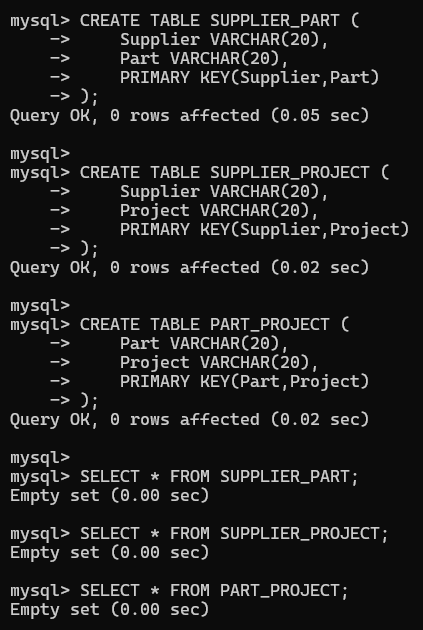 mysql> CREATE TABLE SUPPLIER_PART (
    ->     Supplier VARCHAR(20),
    ->     Part VARCHAR(20),
    ->     PRIMARY KEY(Supplier,Part)
    -> );
Query OK, 0 rows affected (0.05 sec)

mysql>
mysql> CREATE TABLE SUPPLIER_PROJECT (
    ->     Supplier VARCHAR(20),
    ->     Project VARCHAR(20),
    ->     PRIMARY KEY(Supplier,Project)
    -> );
Query OK, 0 rows affected (0.02 sec)

mysql>
mysql> CREATE TABLE PART_PROJECT (
    ->     Part VARCHAR(20),
    ->     Project VARCHAR(20),
    ->     PRIMARY KEY(Part,Project)
    -> );
Query OK, 0 rows affected (0.02 sec)

mysql>
mysql> SELECT * FROM SUPPLIER_PART;
Empty set (0.00 sec)

mysql> SELECT * FROM SUPPLIER_PROJECT;
Empty set (0.00 sec)

mysql> SELECT * FROM PART_PROJECT;
Empty set (0.00 sec)